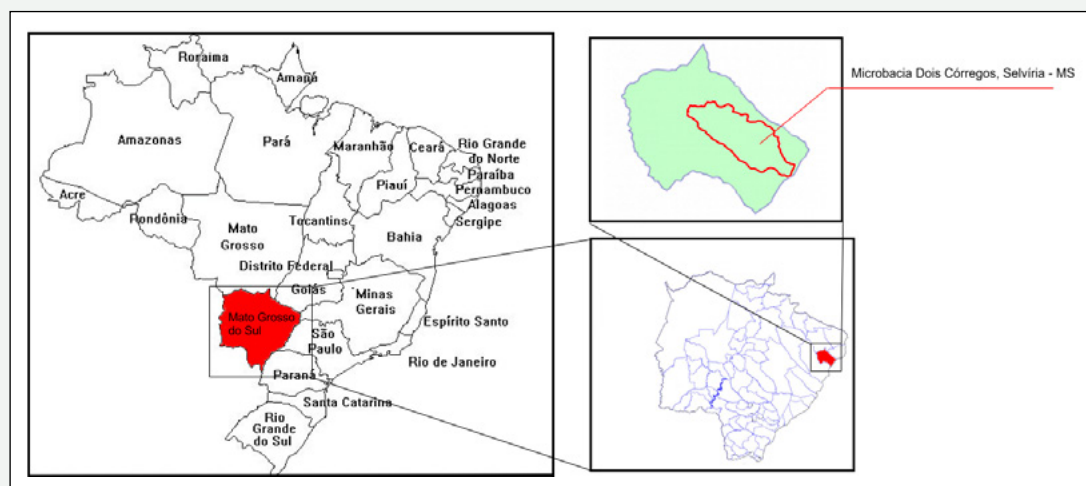 Roraima
Amapá
Amazonas
Pará
Maranhão
Ceará
Rio Grande
do Norte
Paraíba
Piauí
Pernambuco
Acre
Alagoas
Rondônia
Tocantins
Sergipe
Mato
Grosso
Bahia
Distrito Federal
Goiás
Minas
Gerais
Mato Grosso
do Sul
Espírito Santo
São
Paulo
Rio de Janeiro
Paraná
Santa Catarina
Rio
Grande
do Sul
Microbacia Dois Córregos, Selvíria - MS